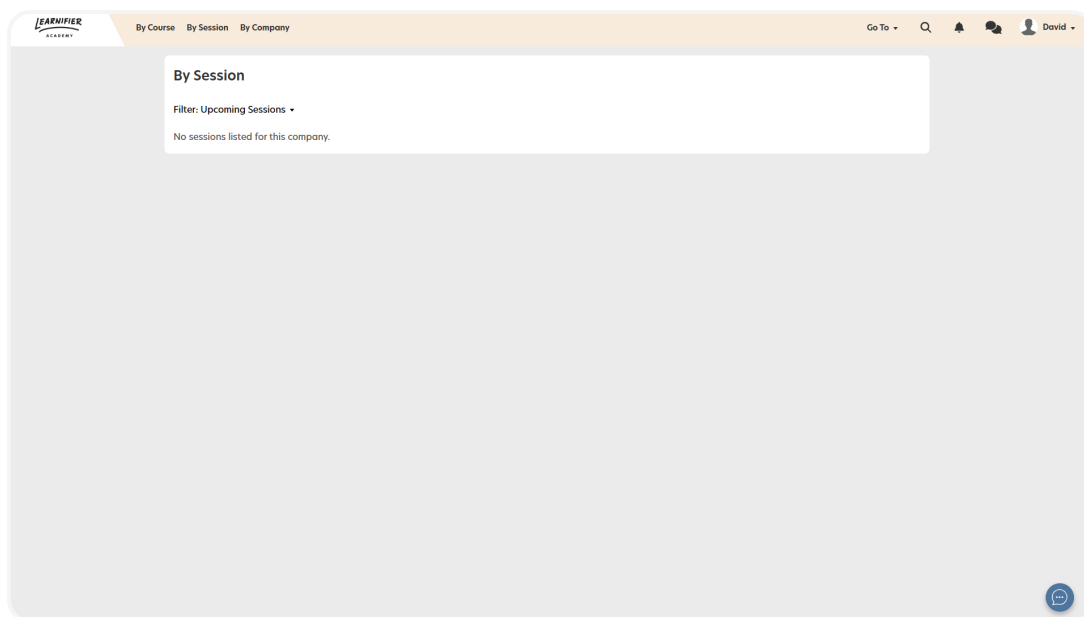 LEARNIFIER
ACADEMY
By Course By Session By Company
Go To
David
By Session
Filter: Upcoming Sessions
No sessions listed for this company.